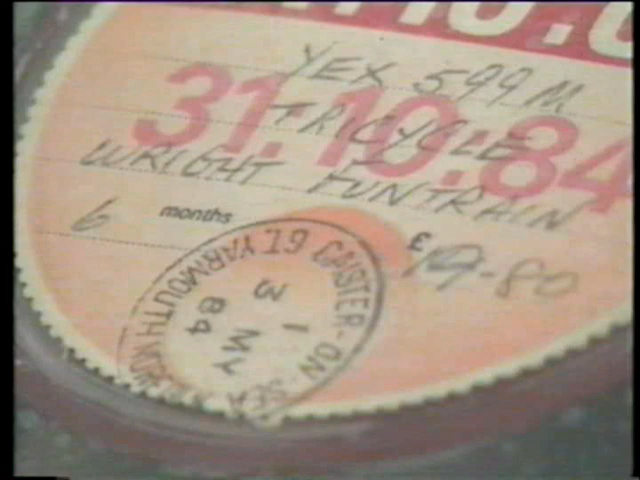 YEX 599 M
31:10:84
TRICYCLE
WRIGHT FUNTRAIN
6 months £19-80
CAISTER-ON-SEA
GT. YARMOUTH
3
1 MY
84